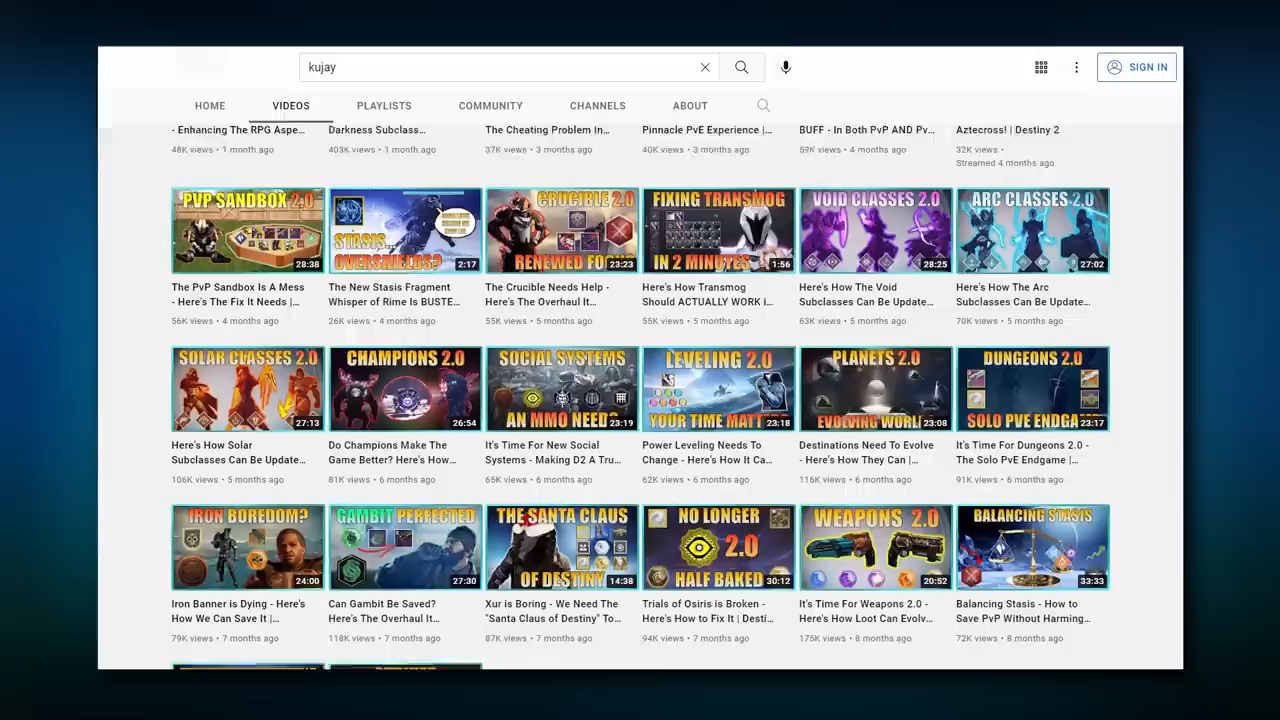 kujay
SIGN IN
HOME
VIDEOS
PLAYLISTS
COMMUNITY
CHANNELS
ABOUT
- Enhancing The RPG Aspe...
48K views • 1 month ago
Darkness Subclass...
403K views • 1 month ago
The Cheating Problem In...
37K views • 3 months ago
Pinnacle PvE Experience |...
40K views • 3 months ago
BUFF - In Both PvP AND Pv...
59K views • 4 months ago
Aztecross! | Destiny 2
32K views •
Streamed 4 months ago
PVP SANDBOX 2.0
28:38
The PvP Sandbox Is A Mess
- Here's The Fix It Needs |...
56K views • 4 months ago
STASIS...
OVERSHIELDS?
2:17
The New Stasis Fragment
Whisper of Rime Is BUSTE...
26K views • 4 months ago
CRUCIBLE 2.0
RENEWED FOCUS
23:23
The Crucible Needs Help -
Here's The Overhaul It...
55K views • 5 months ago
FIXING TRANSMOG
IN 2 MINUTES
1:56
Here's How Transmog
Should ACTUALLY WORK i...
55K views • 5 months ago
VOID CLASSES 2.0
28:25
Here's How The Void
Subclasses Can Be Update...
63K views • 5 months ago
ARC CLASSES 2.0
27:02
Here's How The Arc
Subclasses Can Be Update...
70K views • 5 months ago
SOLAR CLASSES 2.0
27:13
Here's How Solar
Subclasses Can Be Update...
106K views • 5 months ago
CHAMPIONS 2.0
26:54
Do Champions Make The
Game Better? Here's How...
81K views • 6 months ago
SOCIAL SYSTEMS
AN MMO NEEDS
23:19
It's Time For New Social
Systems - Making D2 A Tru...
65K views • 6 months ago
LEVELING 2.0
YOUR TIME MATT
23:18
Power Leveling Needs To
Change - Here's How It Ca...
62K views • 6 months ago
PLANETS 2.0
EVOLVING WORL
23:08
Destinations Need To Evolve
- Here's How They Can |...
116K views • 6 months ago
DUNGEONS 2.0
SOLO PVE ENDGA
23:17
It's Time For Dungeons 2.0 -
The Solo PvE Endgame |...
91K views • 6 months ago
IRON BOREDOM?
24:00
Iron Banner is Dying - Here's
How We Can Save It |...
79K views • 7 months ago
GAMBIT PERFECTED
27:30
Can Gambit Be Saved?
Here's The Overhaul It...
118K views • 7 months ago
THE SANTA CLAUS
OF DESTINY
14:38
Xur is Boring - We Need The
"Santa Claus of Destiny" To...
87K views • 7 months ago
NO LONGER
2.0
HALF BAKED
30:12
Trials of Osiris is Broken -
Here's How to Fix It | Desti...
94K views • 7 months ago
WEAPONS 2.0
20:52
It's Time For Weapons 2.0 -
Here's How Loot Can Evolv...
175K views • 8 months ago
BALANCING STASIS
33:33
Balancing Stasis - How to
Save PvP Without Harming...
72K views • 8 months ago